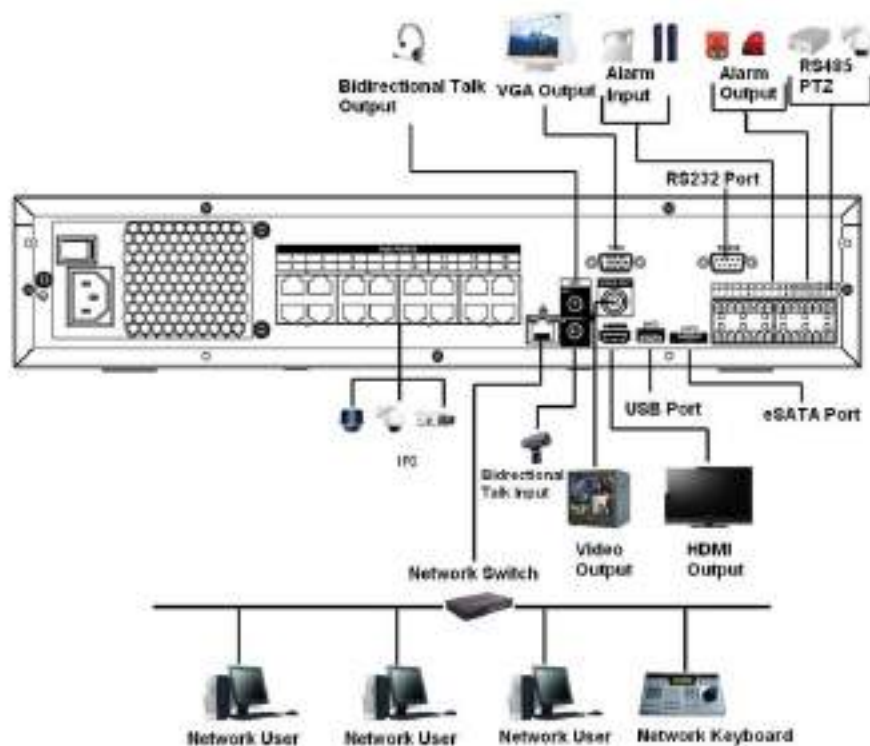 Bidirectional Talk
Output
VGA Output
Alarm
Input
Alarm
Output
RS485
PTZ
RS232 Port
USB Port
eSATA Port
IPC
Bidirectional
Talk Input
Video
Output
HDMI
Output
Network Switch
Network User
Network User
Network User
Network Keyboard